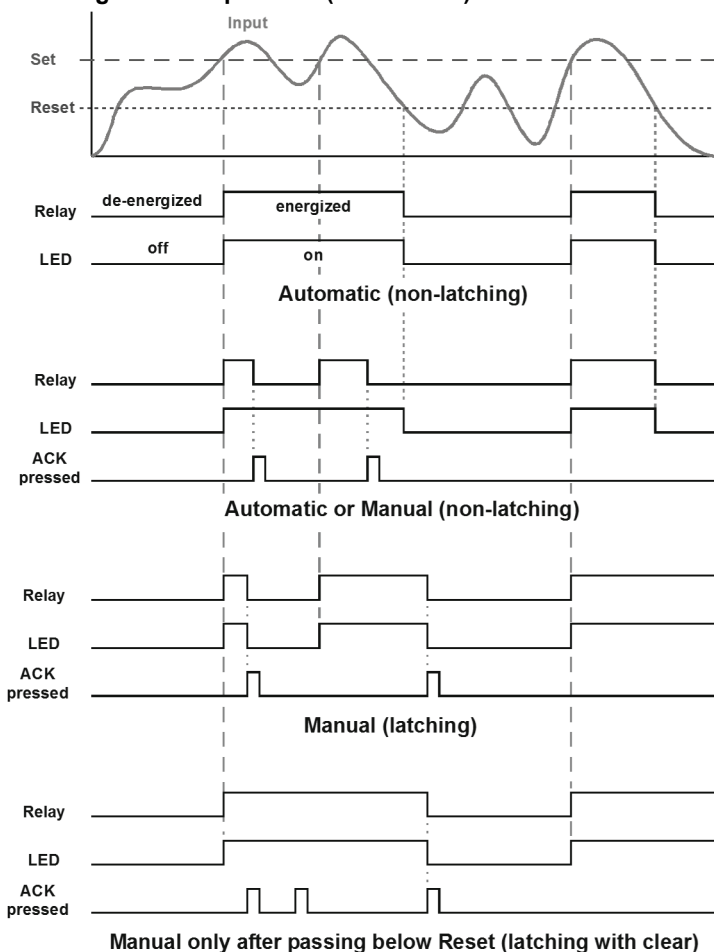 Input
Set
Reset
Relay
de-energized
energized
LED
off
on
Automatic (non-latching)
Relay
LED
ACK
pressed
Automatic or Manual (non-latching)
Relay
LED
ACK
pressed
Manual (latching)
Relay
LED
ACK
pressed
Manual only after passing below Reset (latching with clear)